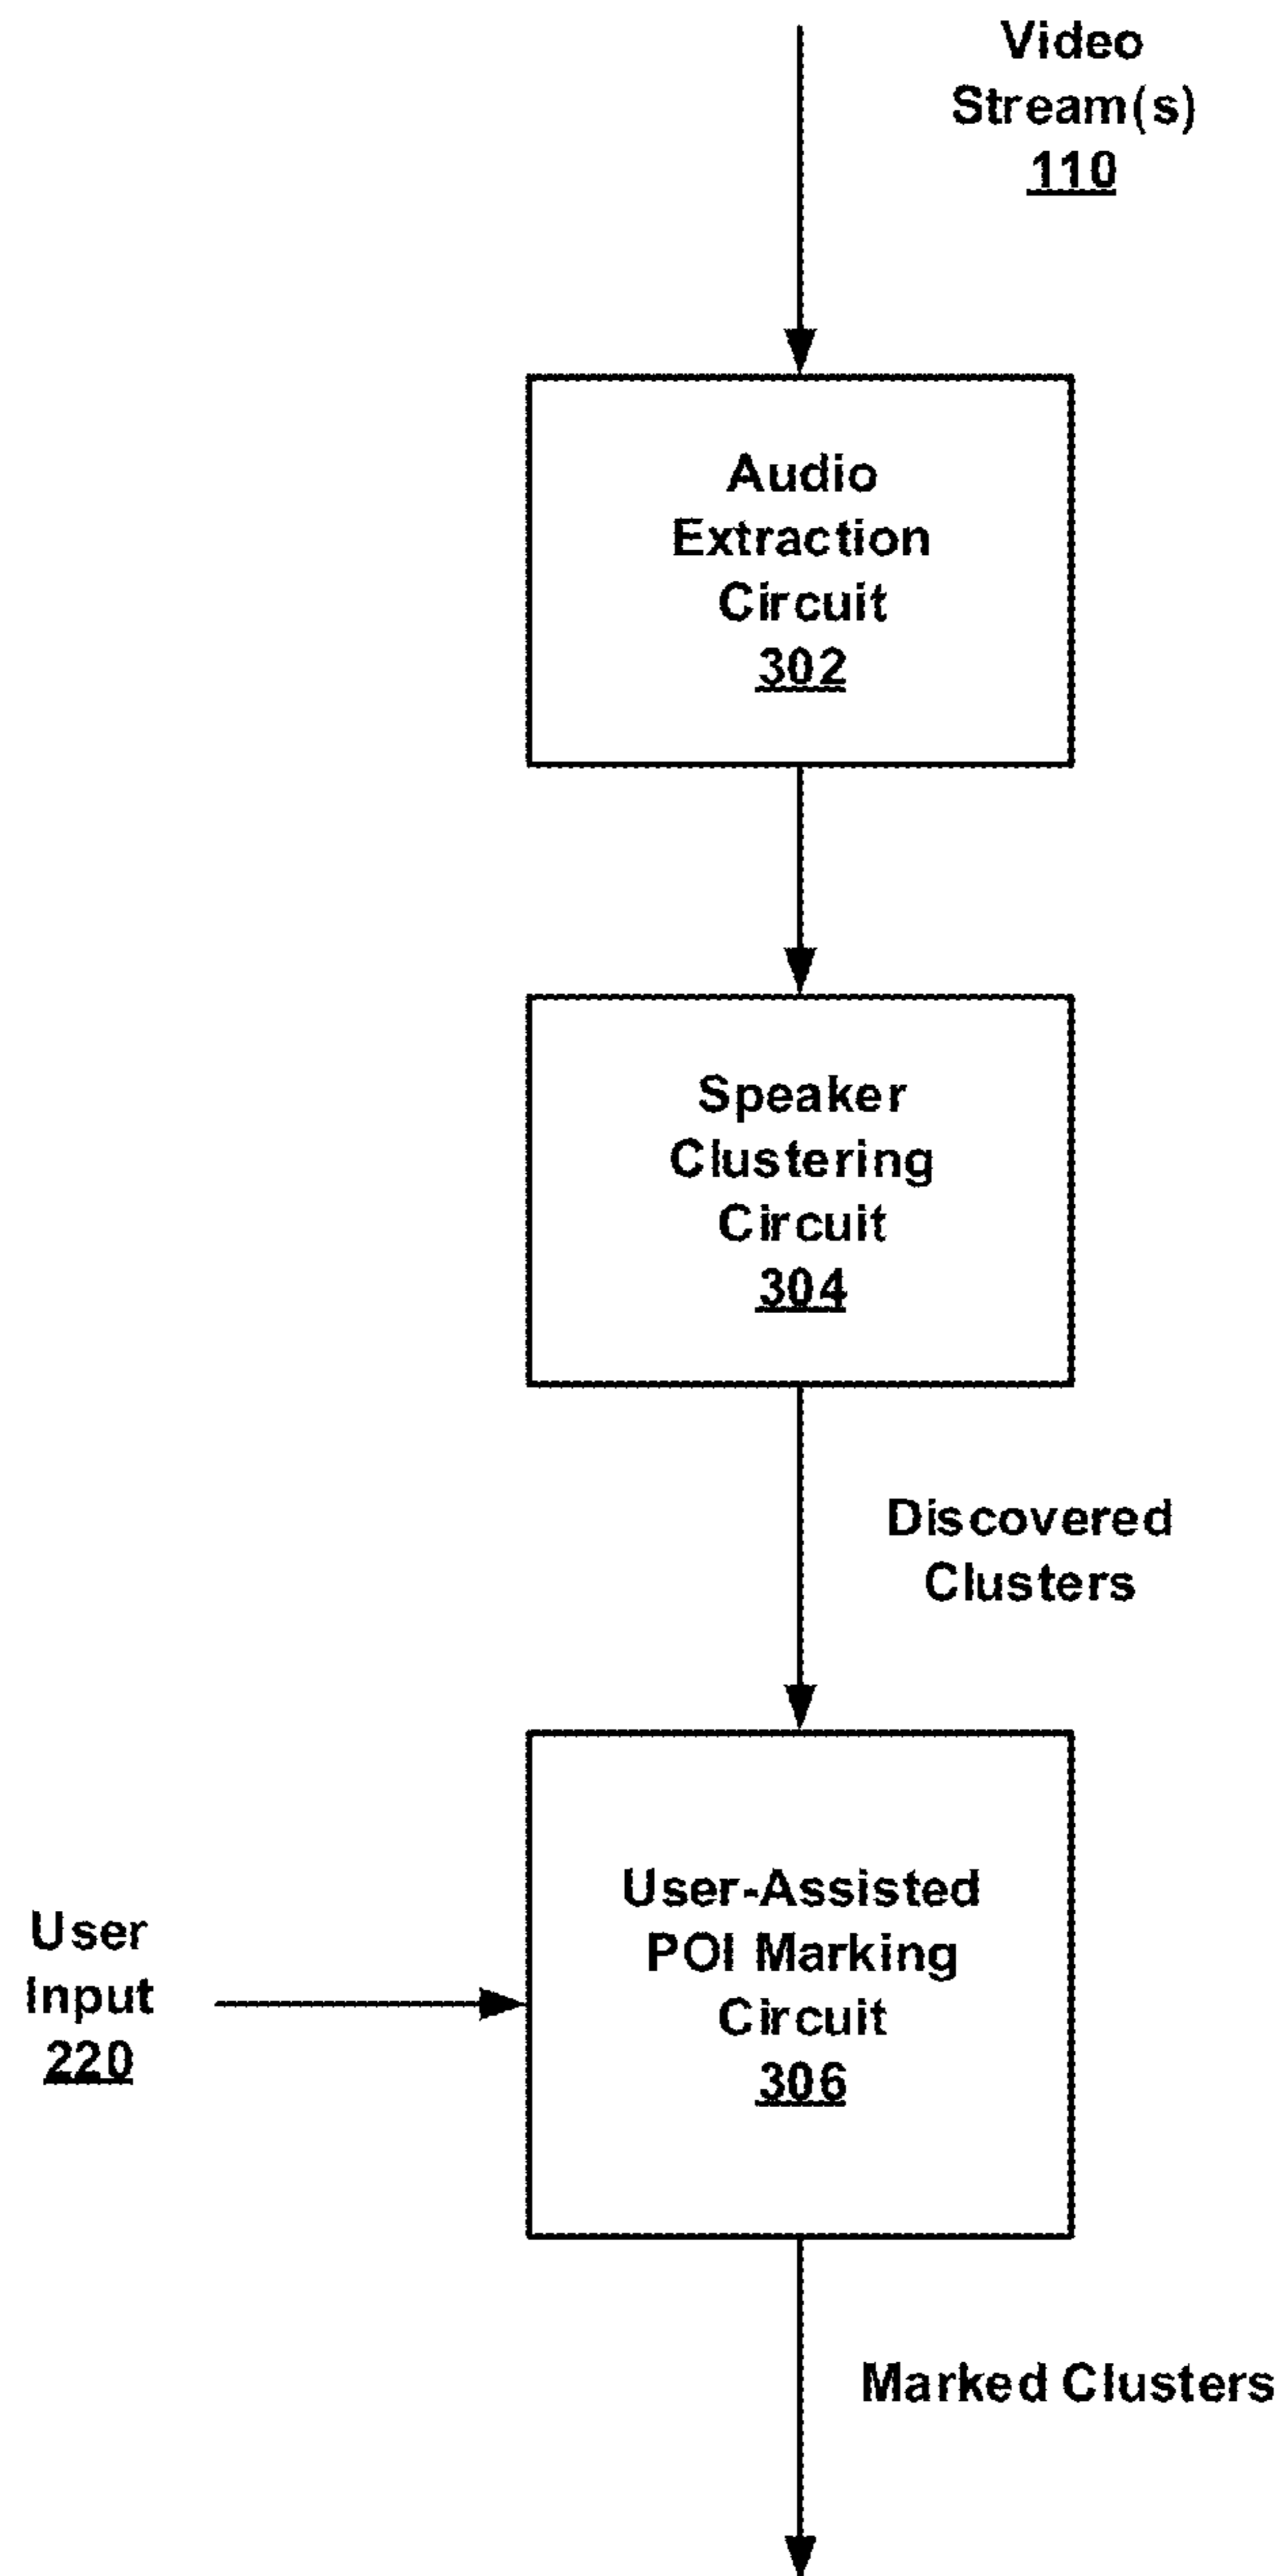 Video
Stream(s)
110
Audio
Extraction
Circuit
302
Speaker
Clustering
Circuit
304
Discovered
Clusters
User-Assisted
POI Marking
Circuit
306
User
Input
220
Marked Clusters